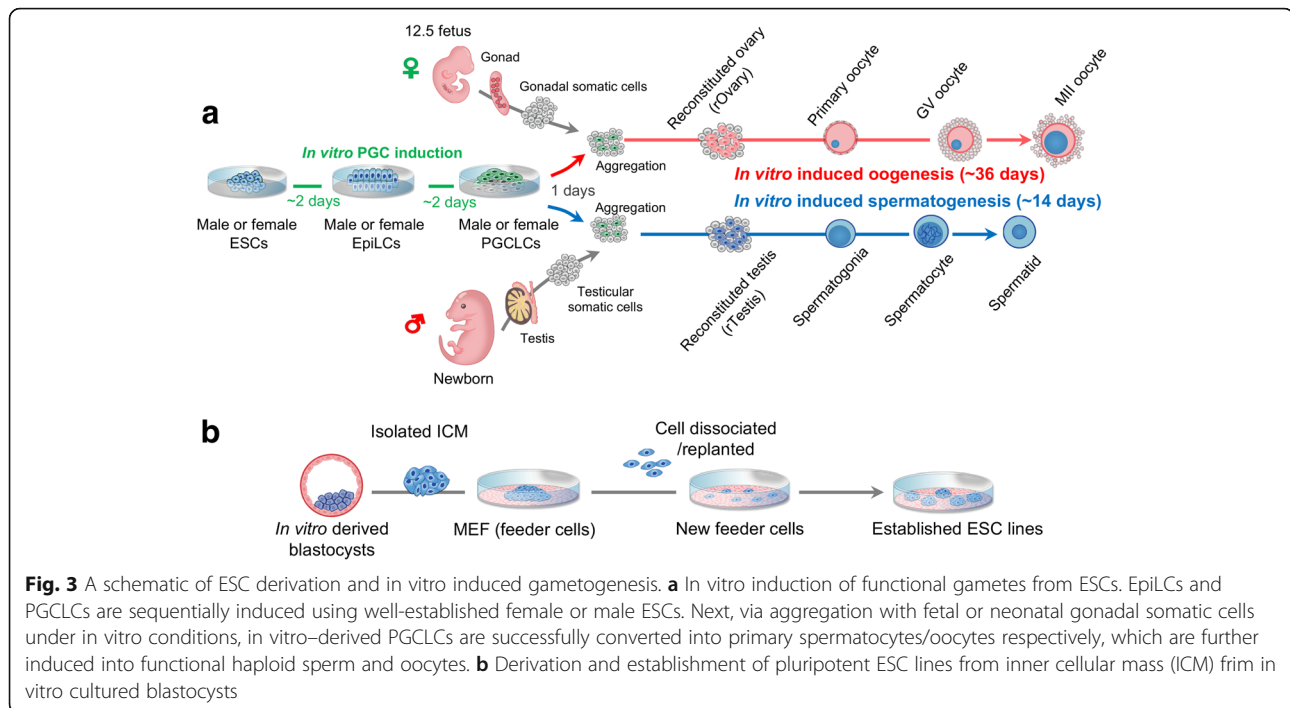 12.5 fetus
♀
Gonad
Gonadal somatic cells
Reconstituted ovary
(rOvary)
Primary oocyte
GV oocyte
MII oocyte
a
In vitro PGC induction
~2 days
~2 days
1 days
Aggregation
Aggregation
In vitro induced oogenesis (~36 days)
In vitro induced spermatogenesis (~14 days)
Male or female
ESCs
Male or female
EpiLCs
Male or female
PGCLCs
Testicular
somatic cells
♂
Testis
Newborn
Reconstituted testis
(rTestis)
Spermatogonia
Spermatocyte
Spermatid
b
Isolated ICM
Cell dissociated
/replanted
In vitro derived
blastocysts
MEF (feeder cells)
New feeder cells
Established ESC lines
Fig. 3 A schematic of ESC derivation and in vitro induced gametogenesis. a In vitro induction of functional gametes from ESCs. EpiLCs and
PGCLCs are sequentially induced using well-established female or male ESCs. Next, via aggregation with fetal or neonatal gonadal somatic cells
under in vitro conditions, in vitro–derived PGCLCs are successfully converted into primary spermatocytes/oocytes respectively, which are further
induced into functional haploid sperm and oocytes. b Derivation and establishment of pluripotent ESC lines from inner cellular mass (ICM) frim in
vitro cultured blastocysts